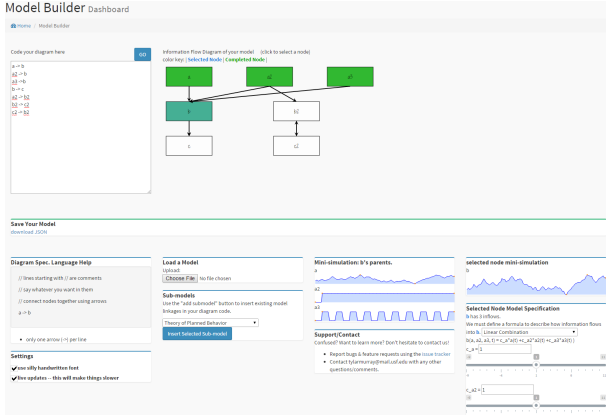 Model Builder Dashboard
Home / Model Builder
Code your diagram here
GO
a -> b
a2 -> b
a3 ->b
b -> c
a2 -> b2
b2 -> c2
c2 -> b2
Information Flow Diagram of your model (click to select a node)
color key: |Selected Node | Completed Node |
a
a2
a3
b
b2
c
c2
Save Your Model
download JSON
Diagram Spec. Language Help
// lines starting with // are comments
// say whatever you want in them
// connect nodes together using arrows
a -> b
only one arrow (->) per line
Settings
use silly handwritten font
live updates -- this will make things slower
Load a Model
Upload:
Choose File No file chosen
Sub-models
Use the "add submodel" button to insert existing model
linkages in your diagram code.
Theory of Planned Behavior
Insert Selected Sub-model
Mini-simulation: b's parents.
a
a2
a3
Support/Contact
Confused? Want to learn more? Don't hesitate to contact us!
Report bugs & feature requests using the issue tracker
Contact tylarmurray@mail.usf.edu with any other
questions/comments.
selected node mini-simulation
b
Selected Node Model Specification
b has 3 inflows.
We must define a formula to describe how information flows
into b. Linear Combination
b(a, a2, a3, t) = c_a*a(t) +c_a2*a2(t) +c_a3*a3(t)
c_a = 1
c_a2 = 1